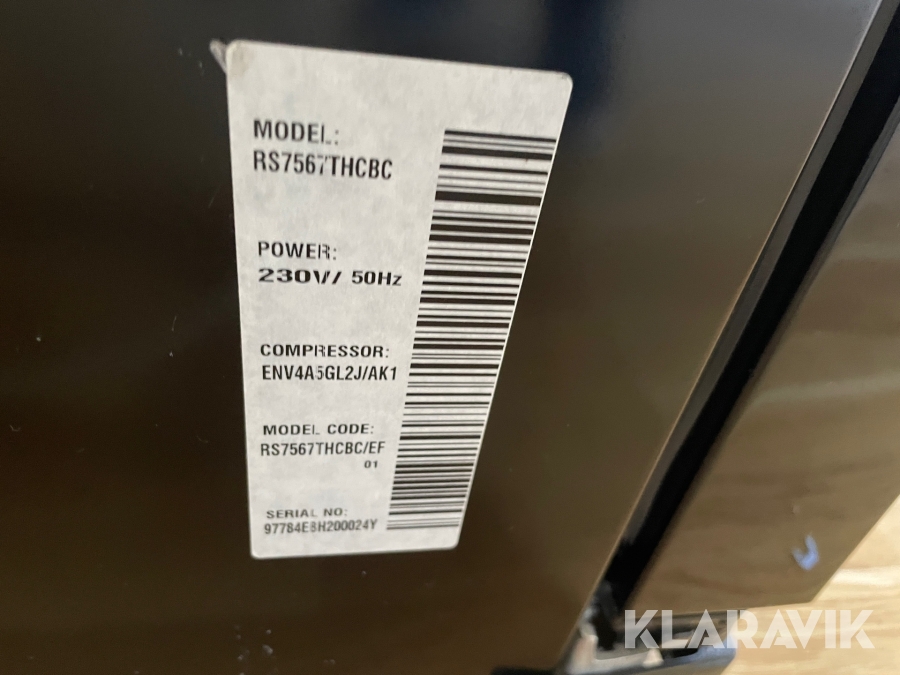 MODEL:
RS7567THCBC
POWER:
230V/ 50Hz
COMPRESSOR:
ENV4A5GL2J/AK1
MODEL CODE:
RS7567THCBC/EF
01
SERIAL NO:
97784E8H200024Y
KLARAVIK